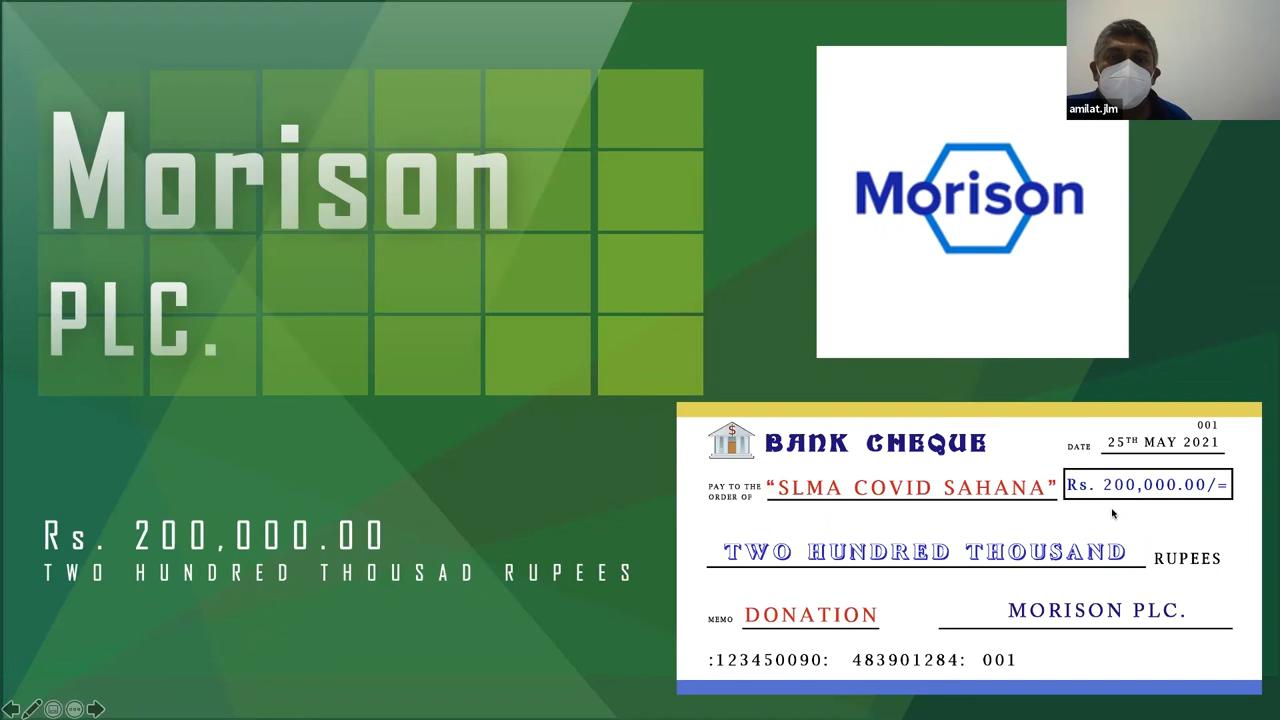 Morison
PLC.
Rs. 200,000.00
TWO HUNDRED THOUSAD RUPEES
Morison
amilat.jlm
001
BANK CHEQUE
DATE 25TH MAY 2021
PAY TO THE
ORDER OF "SLMA COVID SAHANA" Rs. 200,000.00/=
TWO HUNDRED THOUSAND RUPEES
MEMO DONATION MORISON PLC.
:123450090: 483901284: 001